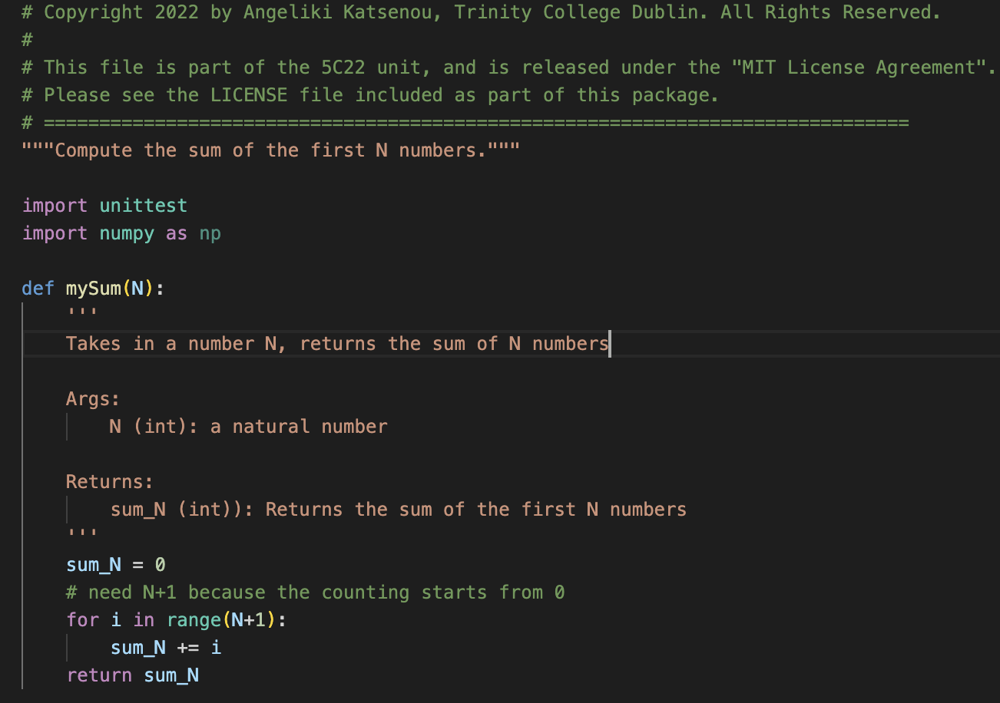 # Copyright 2022 by Angeliki Katsenou, Trinity College Dublin. All Rights Reserved.
#
# This file is part of the 5C22 unit, and is released under the "MIT License Agreement".
# Please see the LICENSE file included as part of this package.
# ==============================================================================
"""Compute the sum of the first N numbers."""

import unittest
import numpy as np

def mySum(N):
    '''
    Takes in a number N, returns the sum of N numbers

    Args:
        N (int): a natural number

    Returns:
        sum_N (int)): Returns the sum of the first N numbers
    '''
    sum_N = 0
    # need N+1 because the counting starts from 0
    for i in range(N+1):
        sum_N += i
    return sum_N